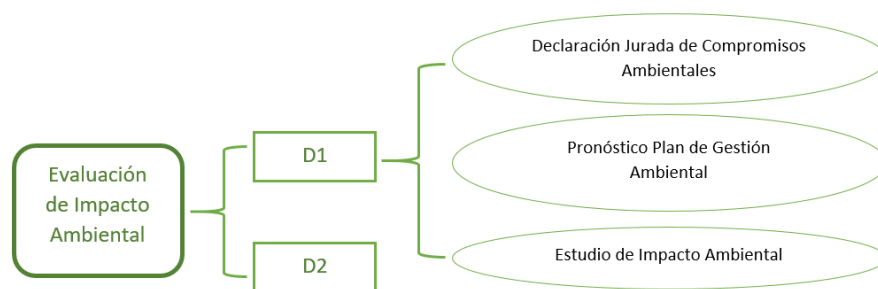 Evaluación
de Impacto
Ambiental
D1
D2
Declaración Jurada de Compromisos
Ambientales
Pronóstico Plan de Gestión
Ambiental
Estudio de Impacto Ambiental